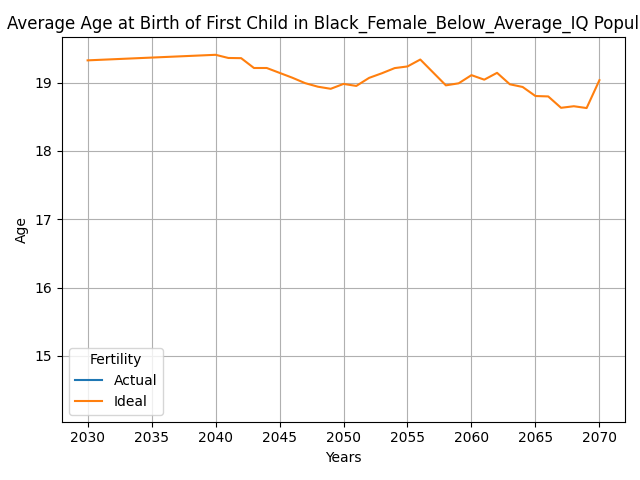 Average Age at Birth of First Child in Black_Female_Below_Average_IQ Popul
Age
19
18
17
16
15
Fertility
Actual
Ideal
2030 2035 2040 2045 2050 2055 2060 2065 2070
Years